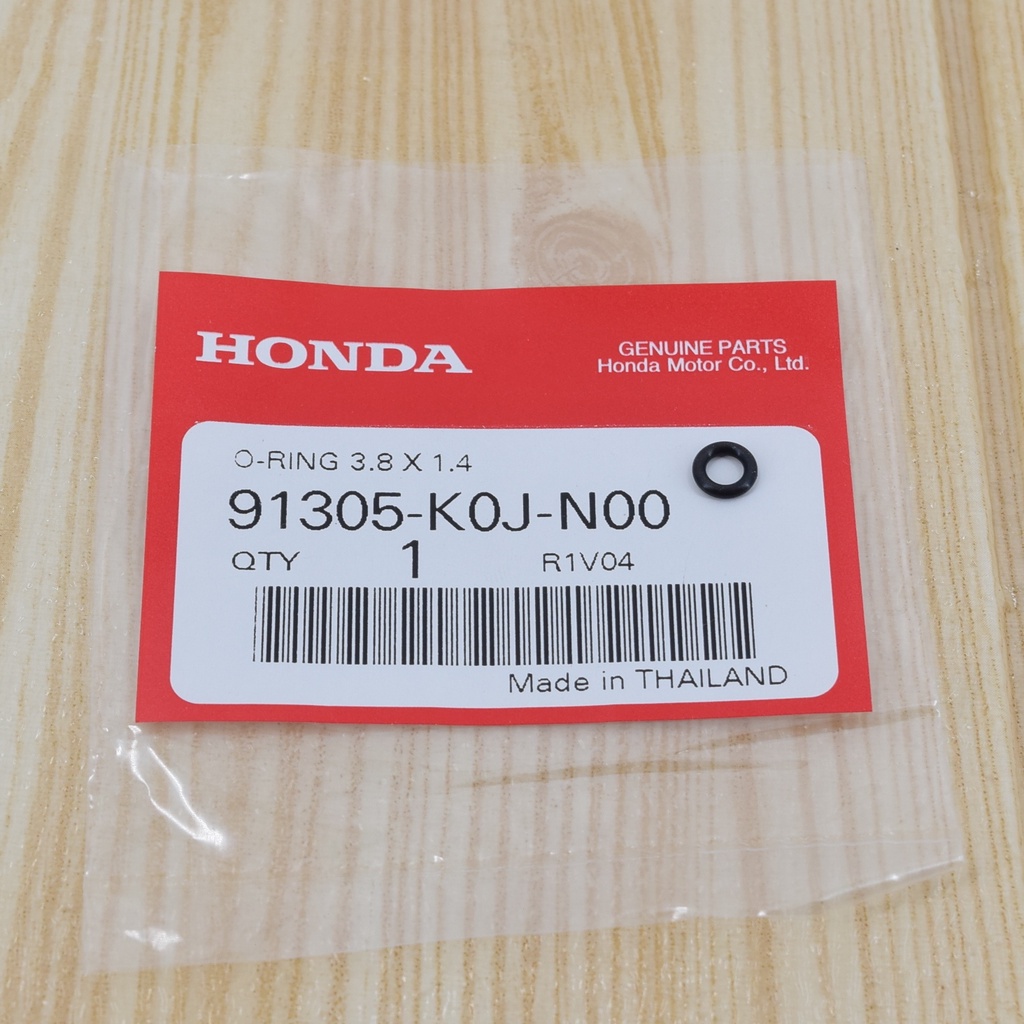 HONDA
GENUINE PARTS
Honda Motor Co., Ltd.
O-RING 3.8 X 1.4
91305-K0J-N00
QTY 1 R1V04
Made in THAILAND